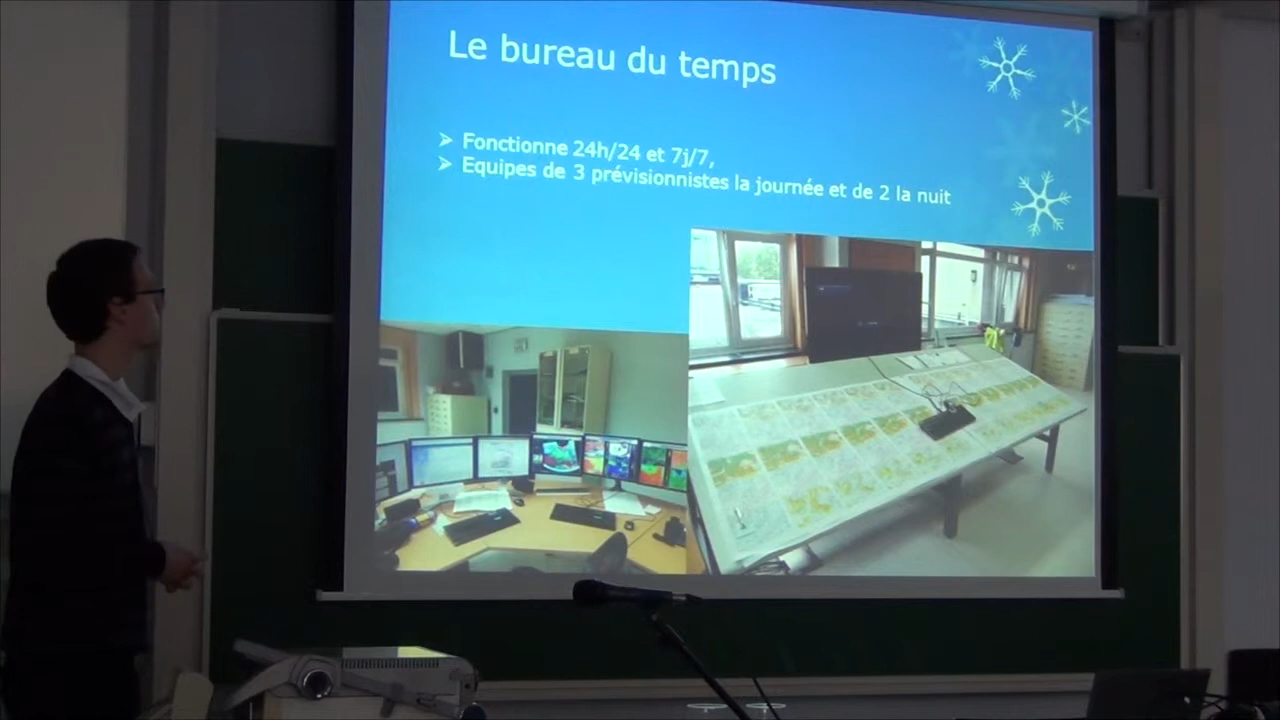 Le bureau du temps
➢ Fonctionne 24h/24 et 7j/7,
➢ Equipes de 3 prévisionnistes la journée et de 2 la nuit